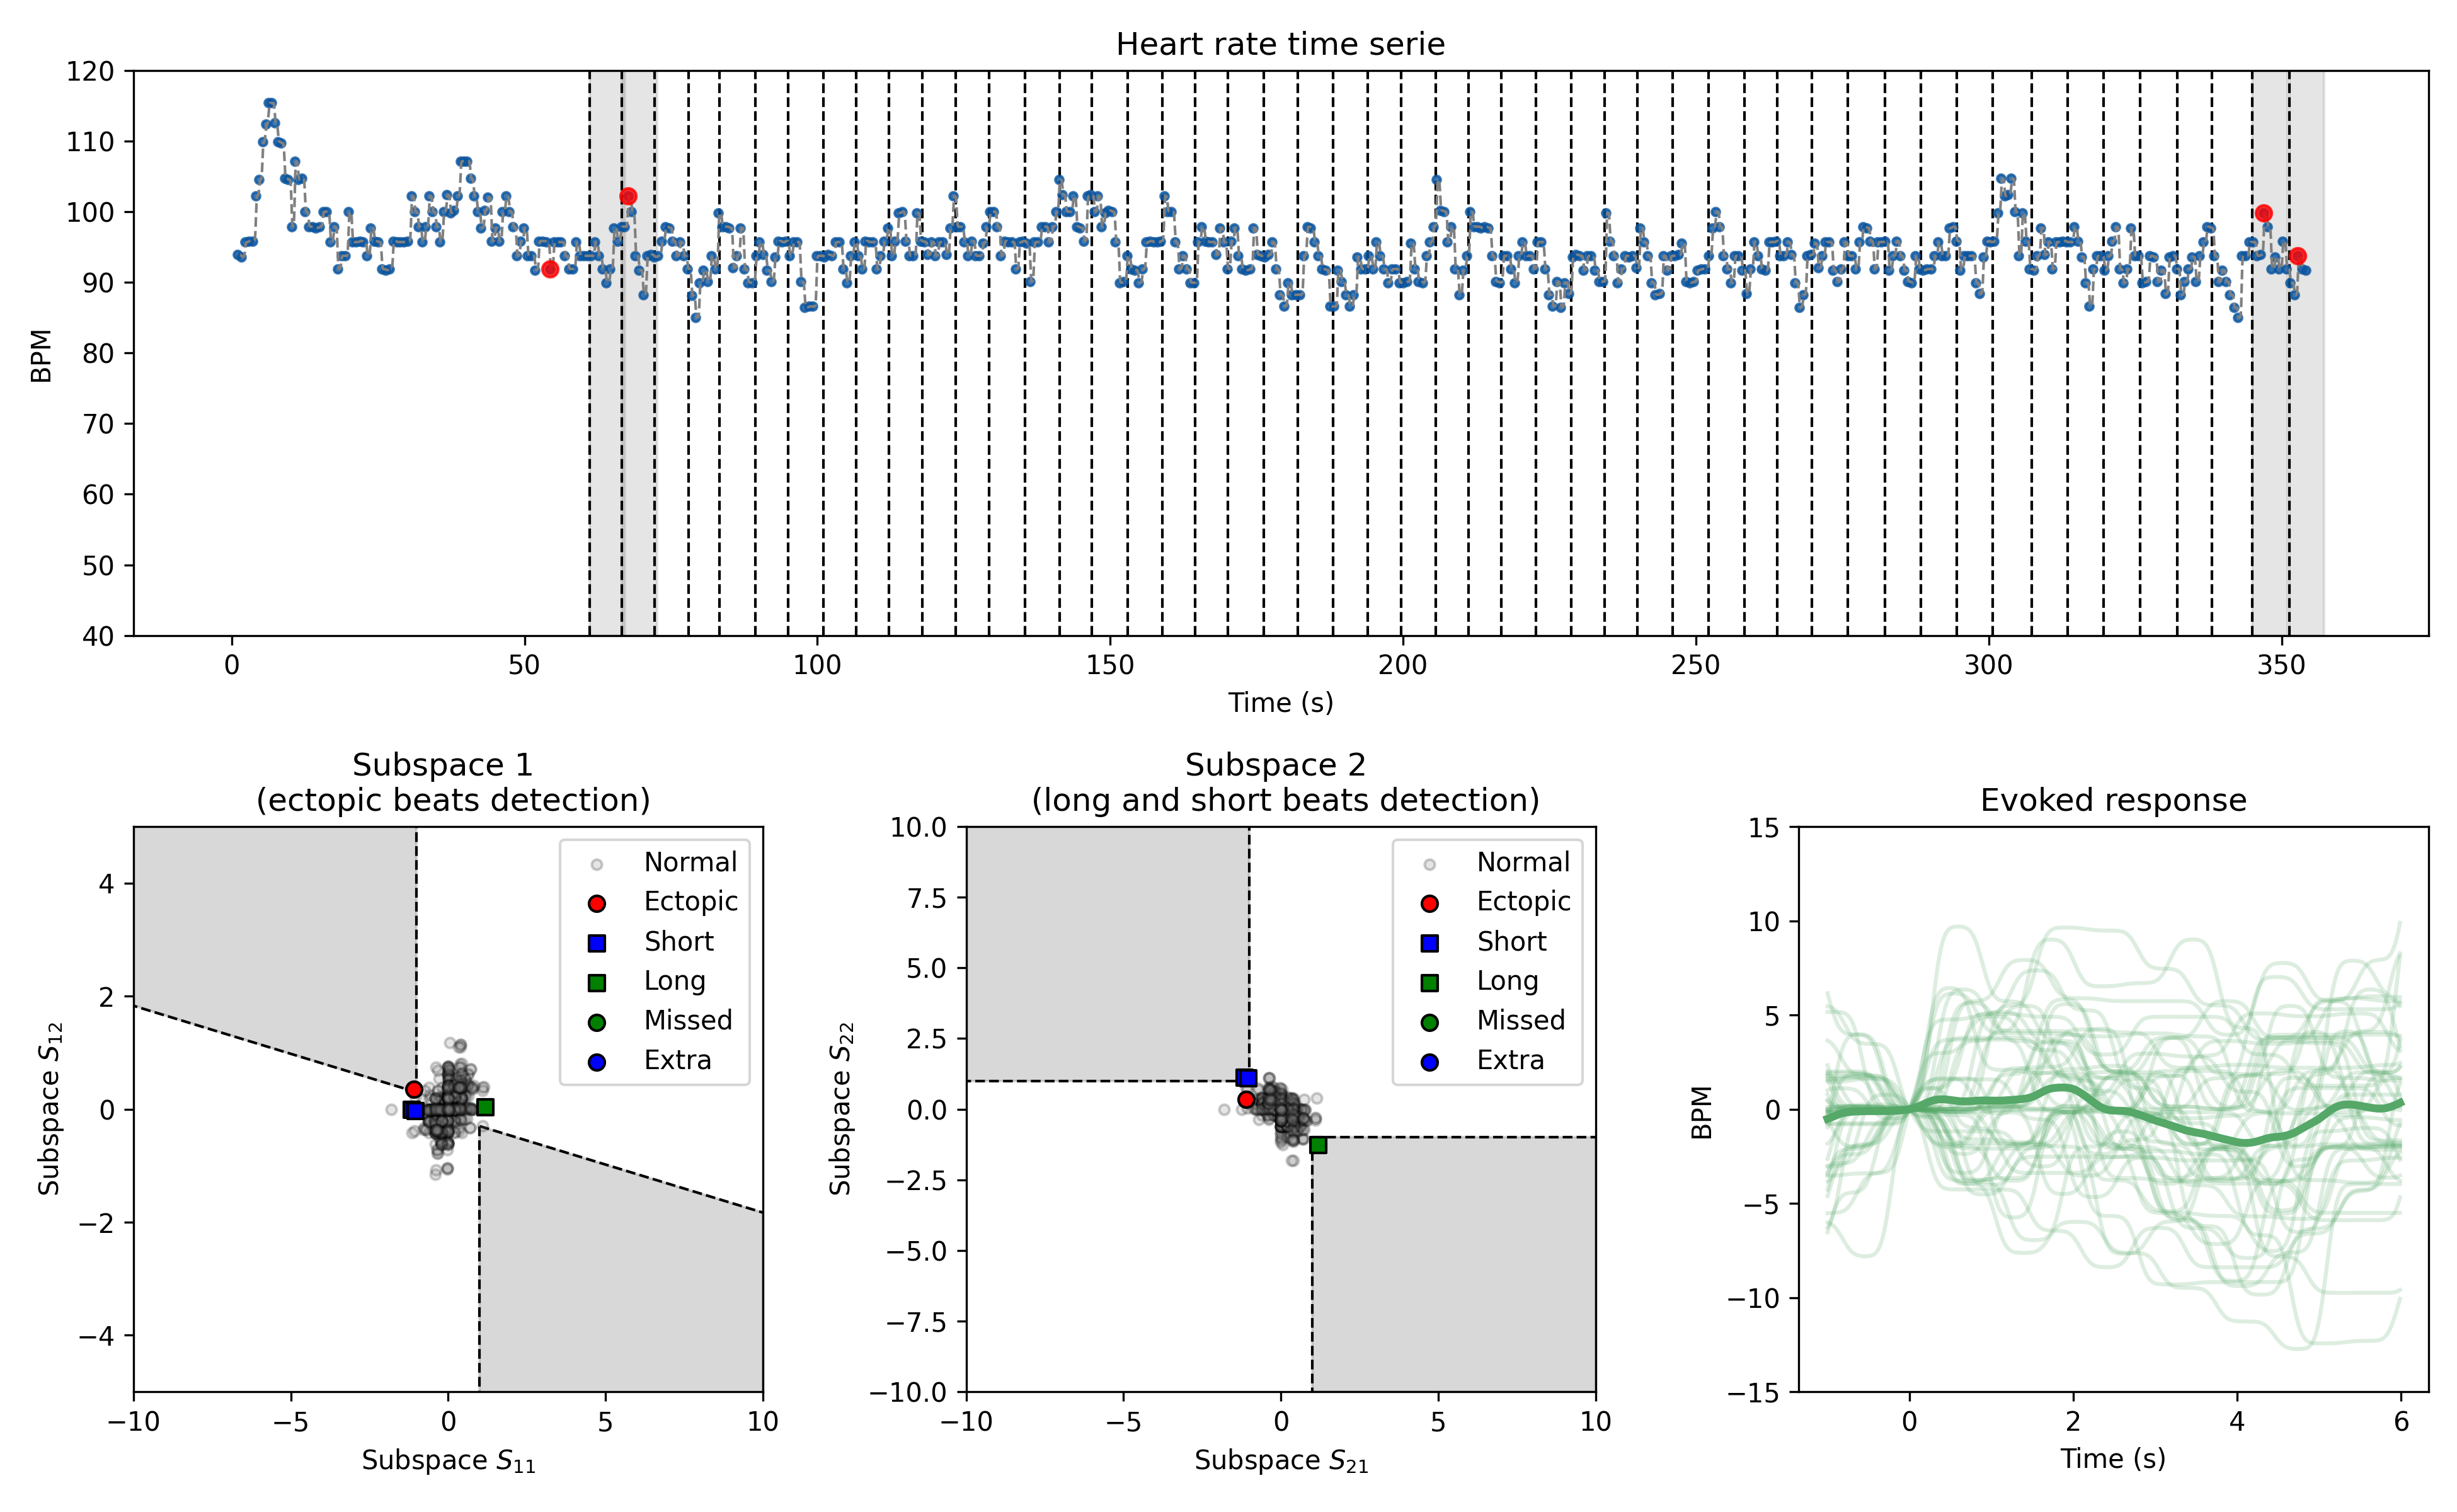 Heart rate time serie
120
110
100
90
80
70
60
50
40
BPM
0 50 100 150 200 250 300 350
Time (s)
Subspace 1
(ectopic beats detection)
4
2
0
−2
−4
Subspace S12
Normal
Ectopic
Short
Long
Missed
Extra
−10 −5 0 5 10
Subspace S11
Subspace 2
(long and short beats detection)
10.0
7.5
5.0
2.5
0.0
−2.5
−5.0
−7.5
−10.0
Subspace S22
Normal
Ectopic
Short
Long
Missed
Extra
−10 −5 0 5 10
Subspace S21
Evoked response
15
10
5
0
−5
−10
−15
BPM
0 2 4 6
Time (s)